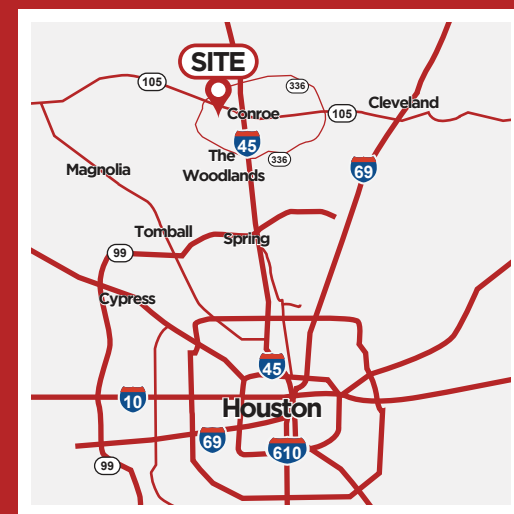 SITE
105
336
Cleveland
Conroe
105
45
The
Woodlands
336
69
Magnolia
Tomball
Spring
99
Cypress
45
10
Houston
69
610
99